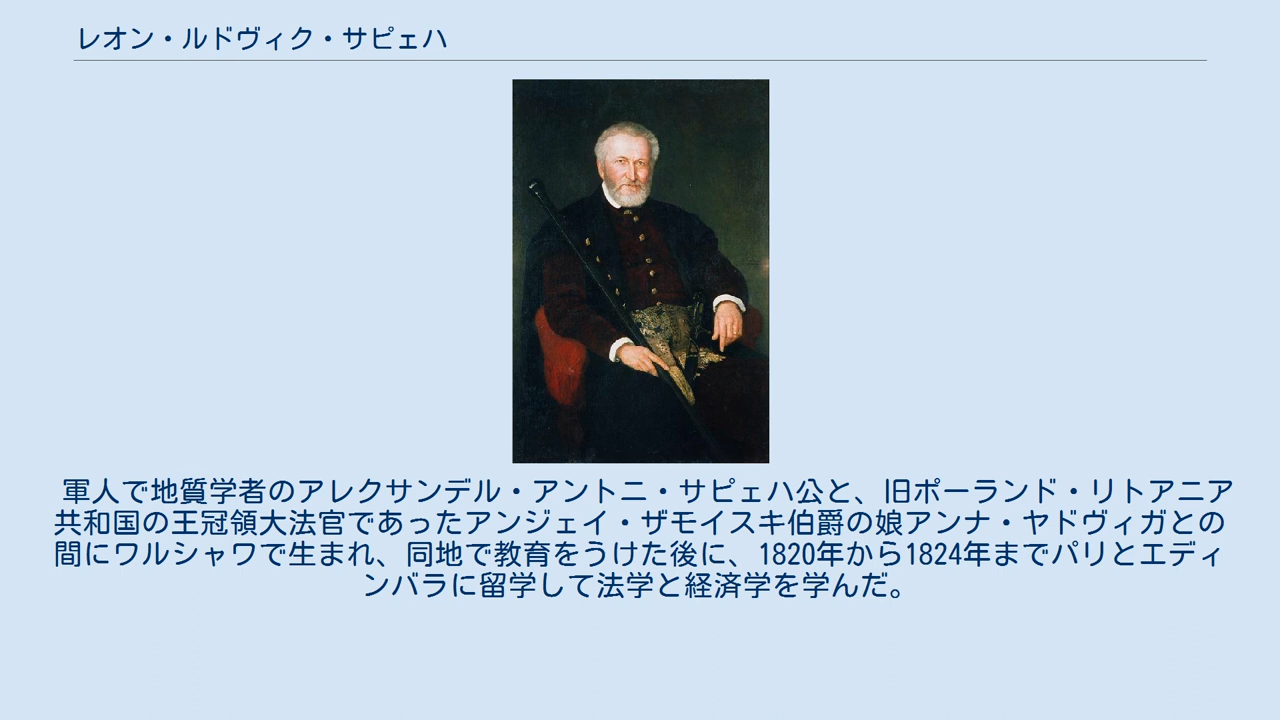 レオン・ルドヴィク・サピェハ
軍人で地質学者のアレクサンデル・アントニ・サピェハ公と、旧ポーランド・リトアニア
共和国の王冠領大法官であったアンジェイ・ザモイスキ伯爵の娘アンナ・ヤドヴィガとの
間にワルシャワで生まれ、同地で教育をうけた後に、1820年から1824年までパリとエディ
ンバラに留学して法学と経済学を学んだ。